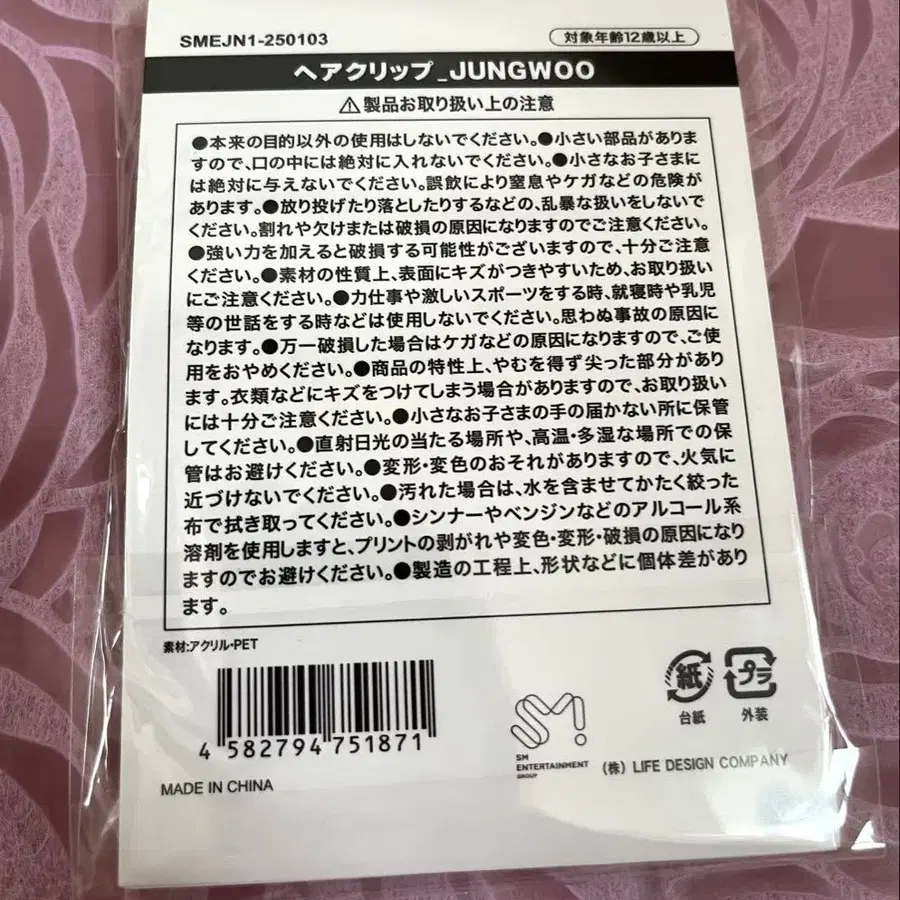 SMEJN1-250103
対象年齢12歳以上
ヘアクリップ_JUNGWOO
⚠製品お取り扱い上の注意
●本来の目的以外の使用はしないでください。●小さい部品がありま
すので、口の中には絶対に入れないでください。●小さなお子さまに
は絶対に与えないでください。誤飲により窒息やケガなどの危険が
あります。●放り投げたり落としたりするなどの、乱暴な扱いをしないで
ください。割れや欠けまたは破損の原因になりますのでご注意ください。
●強い力を加えると破損する可能性がございますので、十分ご注意
ください。●素材の性質上、表面にキズがつきやすいため、お取り扱い
にご注意ください。●力仕事や激しいスポーツをする時、就寝時や乳児
等の世話をする時などは使用しないでください。思わぬ事故の原因に
なります。●万一破損した場合はケガなどの原因になりますので、ご使
用をおやめください。●商品の特性上、やむを得ず尖った部分があり
ます。衣類などにキズをつけてしまう場合がありますので、お取り扱い
には十分ご注意ください。●小さなお子さまの手の届かない所に保管
してください。●直射日光の当たる場所や、高温・多湿な場所での保
管はお避けください。●変形・変色のおそれがありますので、火気に
近づけないでください。●汚れた場合は、水を含ませてかたく絞った
布で拭き取ってください。●シンナーやベンジンなどのアルコール系
溶剤を使用しますと、プリントの剥がれや変色・変形・破損の原因になり
ますのでお避けください。●製造の工程上、形状などに個体差があり
ます。
素材:アクリル・PET
4 582794 751871
MADE IN CHINA
SM!
SM
ENTERTAINMENT
GROUP
紙
台紙
プラ
外装
(株) LIFE DESIGN COMPANY